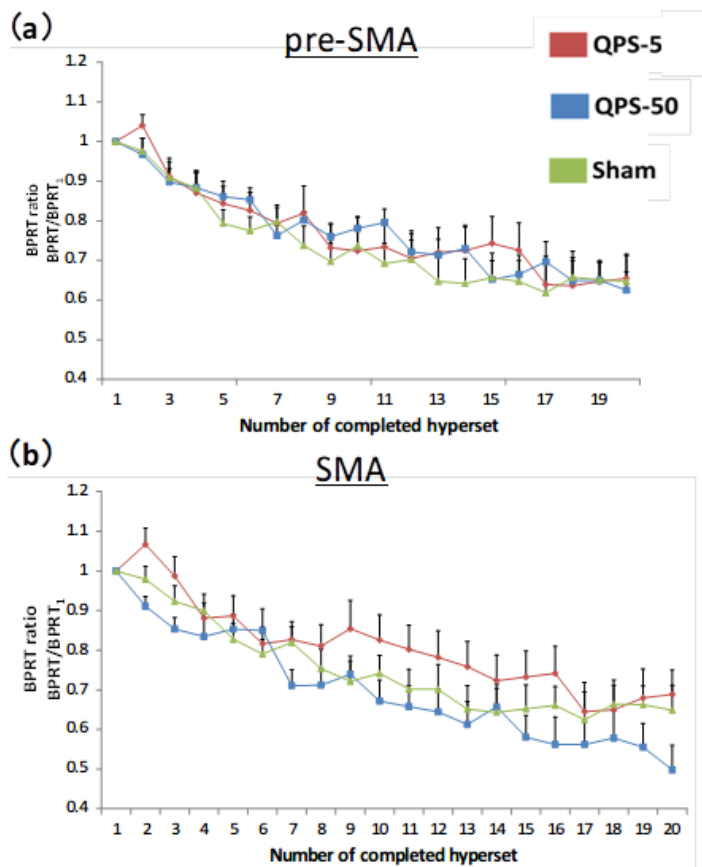 (a)
pre-SMA
QPS-5
QPS-50
Sham
1.2
1.1
1
0.9
0.8
0.7
0.6
0.5
0.4
BPRT ratio
BPRT/BPRT1
1 3 5 7 9 11 13 15 17 19
Number of completed hyperset
(b)
SMA
1.2
1.1
1
0.9
0.8
0.7
0.6
0.5
0.4
BPRT ratio
BPRT/BPRT1
1 2 3 4 5 6 7 8 9 10 11 12 13 14 15 16 17 18 19 20
Number of completed hyperset